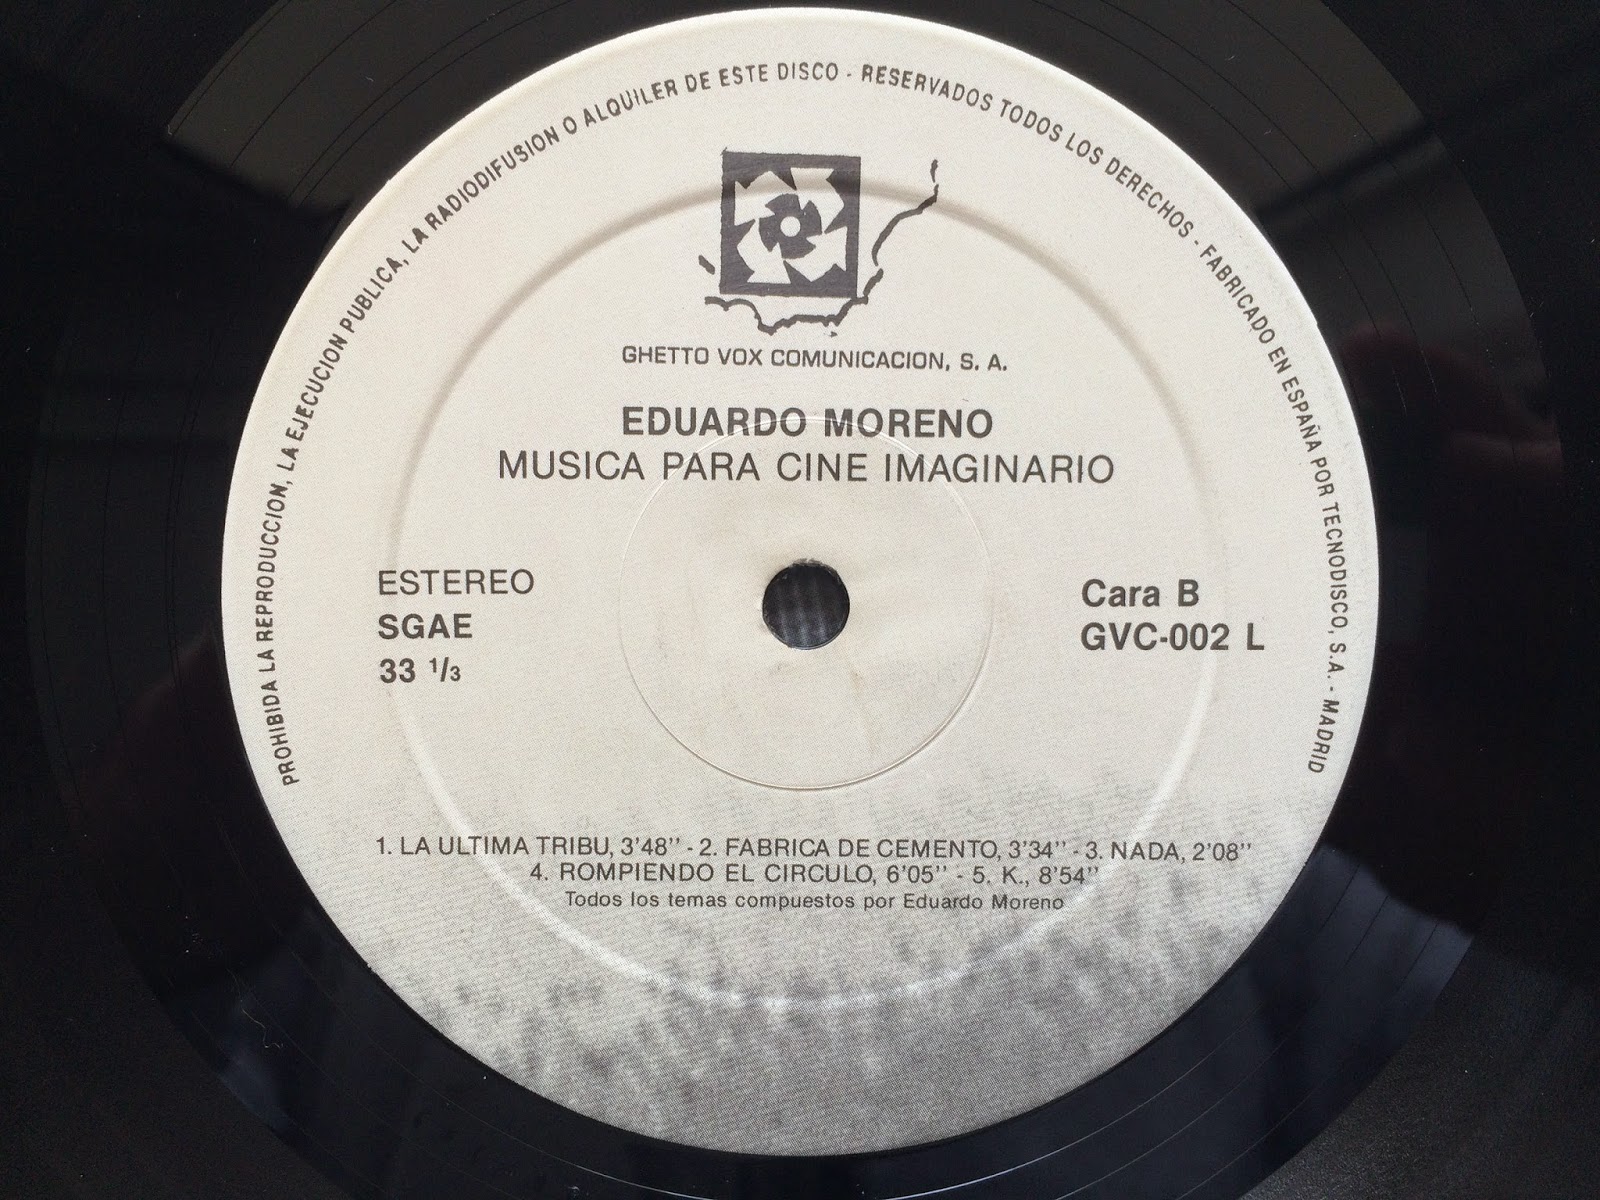 PROHIBIDA LA REPRODUCCION, LA EJECUCION PUBLICA, LA RADIODIFUSION O ALQUILER DE ESTE DISCO - RESERVADOS TODOS LOS DERECHOS - FABRICADO EN ESPAÑA POR TECNODISCO, S.A. - MADRID
GHETTO VOX COMUNICACION, S. A.
EDUARDO MORENO
MUSICA PARA CINE IMAGINARIO
ESTEREO
SGAE
33 1/3
Cara B
GVC-002 L
1. LA ULTIMA TRIBU, 3'48'' - 2. FABRICA DE CEMENTO, 3'34'' - 3. NADA, 2'08''
4. ROMPIENDO EL CIRCULO, 6'05'' - 5. K., 8'54''
Todos los temas compuestos por Eduardo Moreno